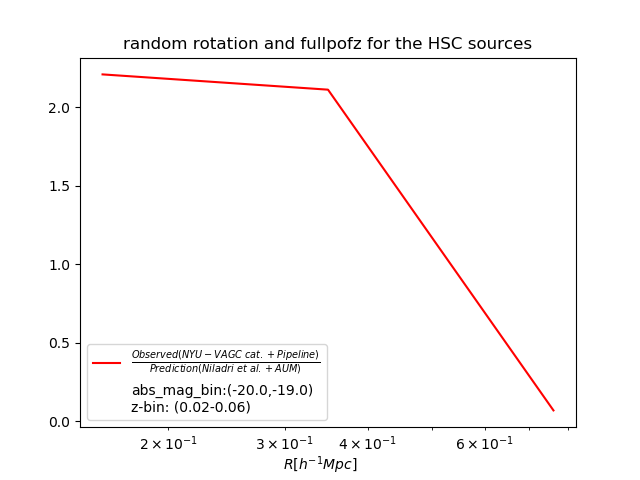 random rotation and fullpofz for the HSC sources
2.0
1.5
1.0
0.5
0.0
Observed(NYU − VAGC cat. + Pipeline)
Prediction(Niladri et al. + AUM)
abs_mag_bin:(-20.0,-19.0)
z-bin: (0.02-0.06)
2 × 10⁻¹ 3 × 10⁻¹ 4 × 10⁻¹ 6 × 10⁻¹
R[h⁻¹Mpc]